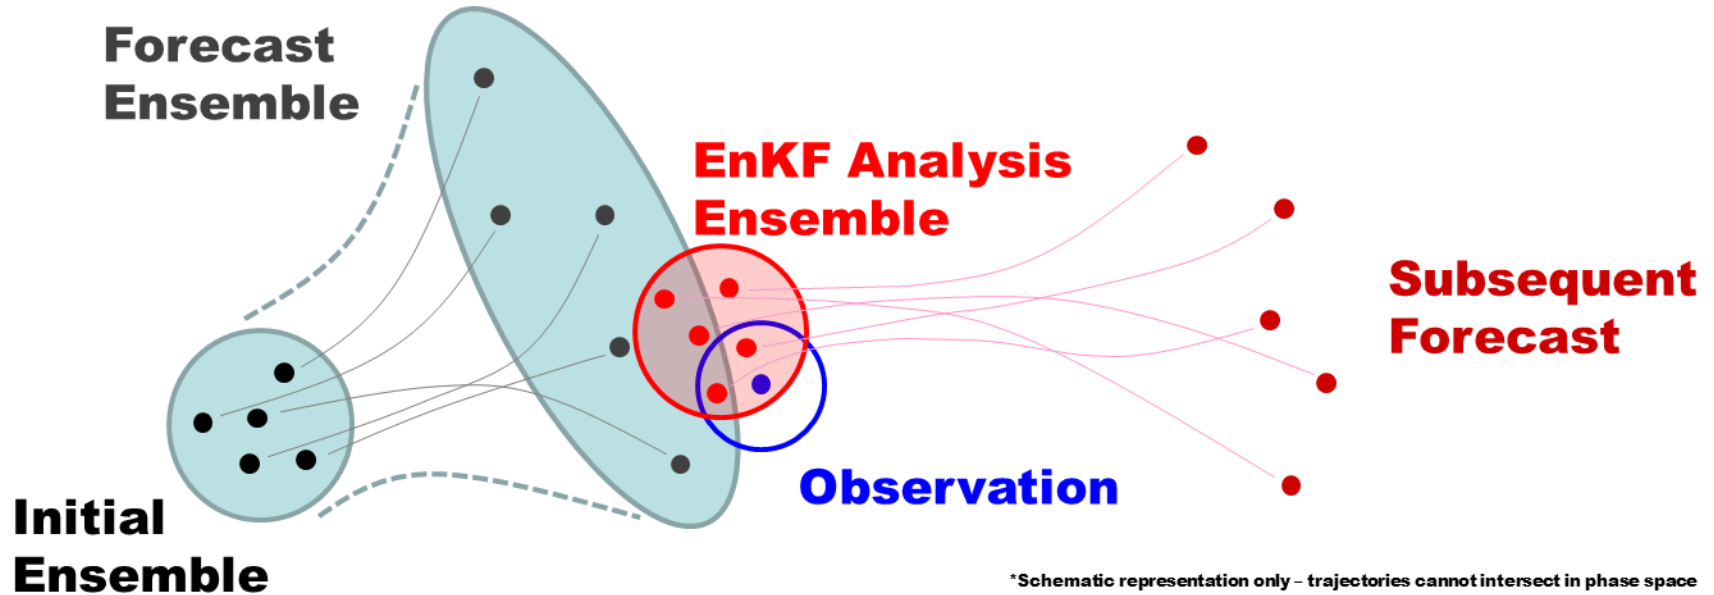 Forecast
Ensemble
EnKF Analysis
Ensemble
Subsequent
Forecast
Observation
Initial
Ensemble
*Schematic representation only – trajectories cannot intersect in phase space